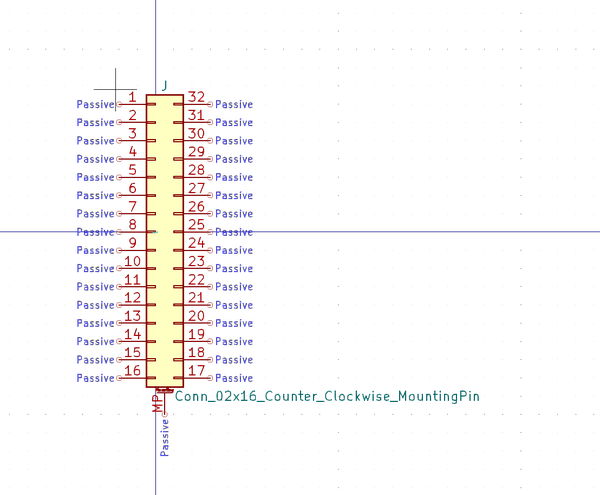 J
Passive 1 32 Passive
Passive 2 31 Passive
Passive 3 30 Passive
Passive 4 29 Passive
Passive 5 28 Passive
Passive 6 27 Passive
Passive 7 26 Passive
Passive 8 25 Passive
Passive 9 24 Passive
Passive 10 23 Passive
Passive 11 22 Passive
Passive 12 21 Passive
Passive 13 20 Passive
Passive 14 19 Passive
Passive 15 18 Passive
Passive 16 17 Passive
Conn_02x16_Counter_Clockwise_MountingPin
MP
Passive